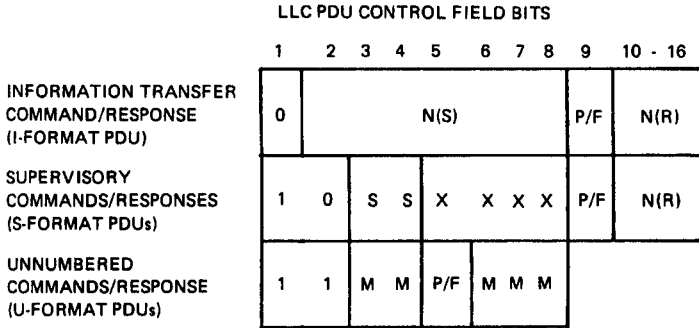 LLC PDU CONTROL FIELD BITS
1 2 3 4 5 6 7 8 9 10 - 16
INFORMATION TRANSFER
COMMAND/RESPONSE
(I-FORMAT PDU)
0 N(S) P/F N(R)
SUPERVISORY
COMMANDS/RESPONSES
(S-FORMAT PDUs)
1 0 S S X X X X P/F N(R)
UNNUMBERED
COMMANDS/RESPONSE
(U-FORMAT PDUs)
1 1 M M P/F M M M